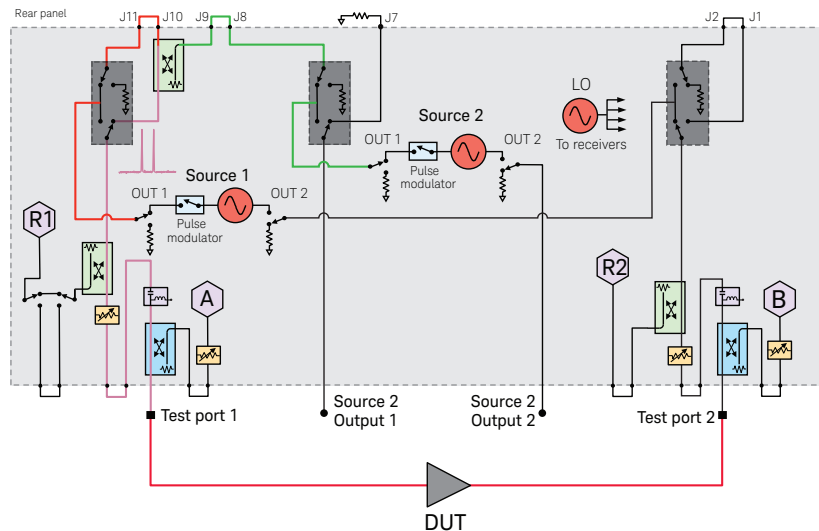 Rear panel
J11 J10 J9 J8 J7 J2 J1
LO
To receivers
Source 2
OUT 1
OUT 2
Pulse
modulator
Source 1
OUT 1
OUT 2
Pulse
modulator
R1
A
R2
B
Test port 1
Source 2
Output 1
Source 2
Output 2
Test port 2
DUT